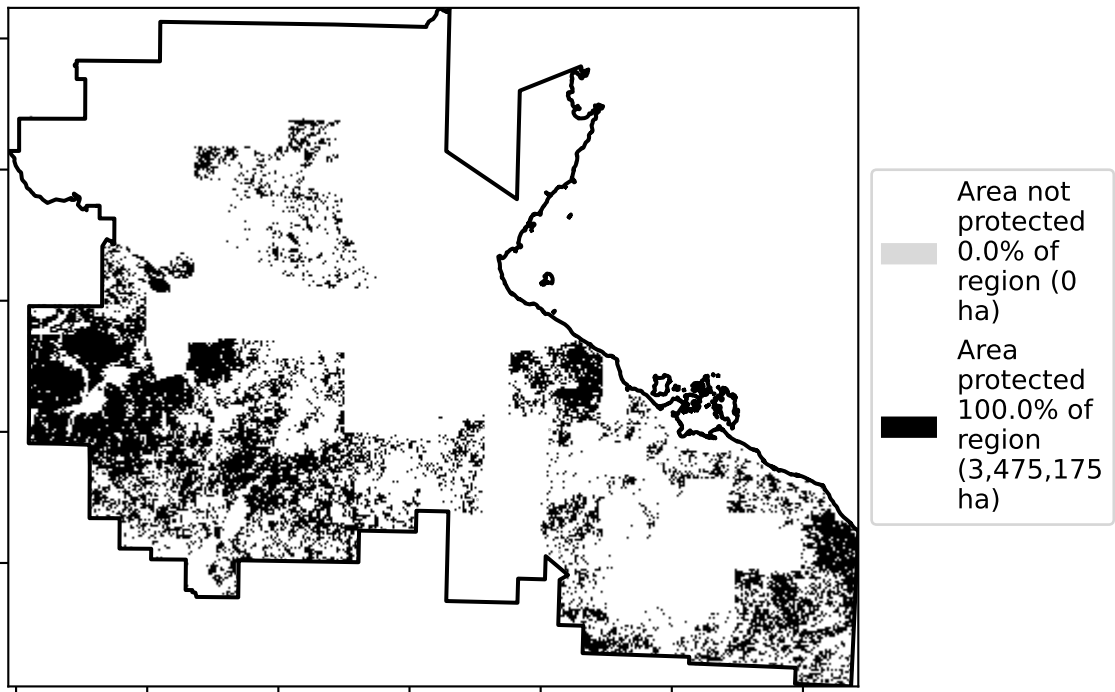 Area not
protected
0.0% of
region (0
ha)
Area
protected
100.0% of
region
(3,475,175
ha)